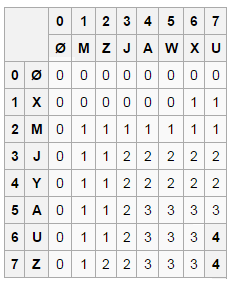 0 1 2 3 4 5 6 7
Ø M Z J A W X U
0 Ø 0 0 0 0 0 0 0 0
1 X 0 0 0 0 0 0 1 1
2 M 0 1 1 1 1 1 1 1
3 J 0 1 1 2 2 2 2 2
4 Y 0 1 1 2 2 2 2 2
5 A 0 1 1 2 3 3 3 3
6 U 0 1 1 2 3 3 3 4
7 Z 0 1 2 2 3 3 3 4